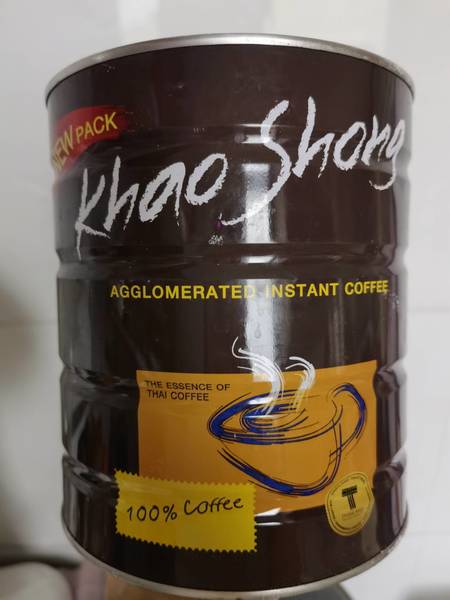 NEW PACK
Khao Shong
AGGLOMERATED INSTANT COFFEE
THE ESSENCE OF
THAI COFFEE
100% Coffee
T